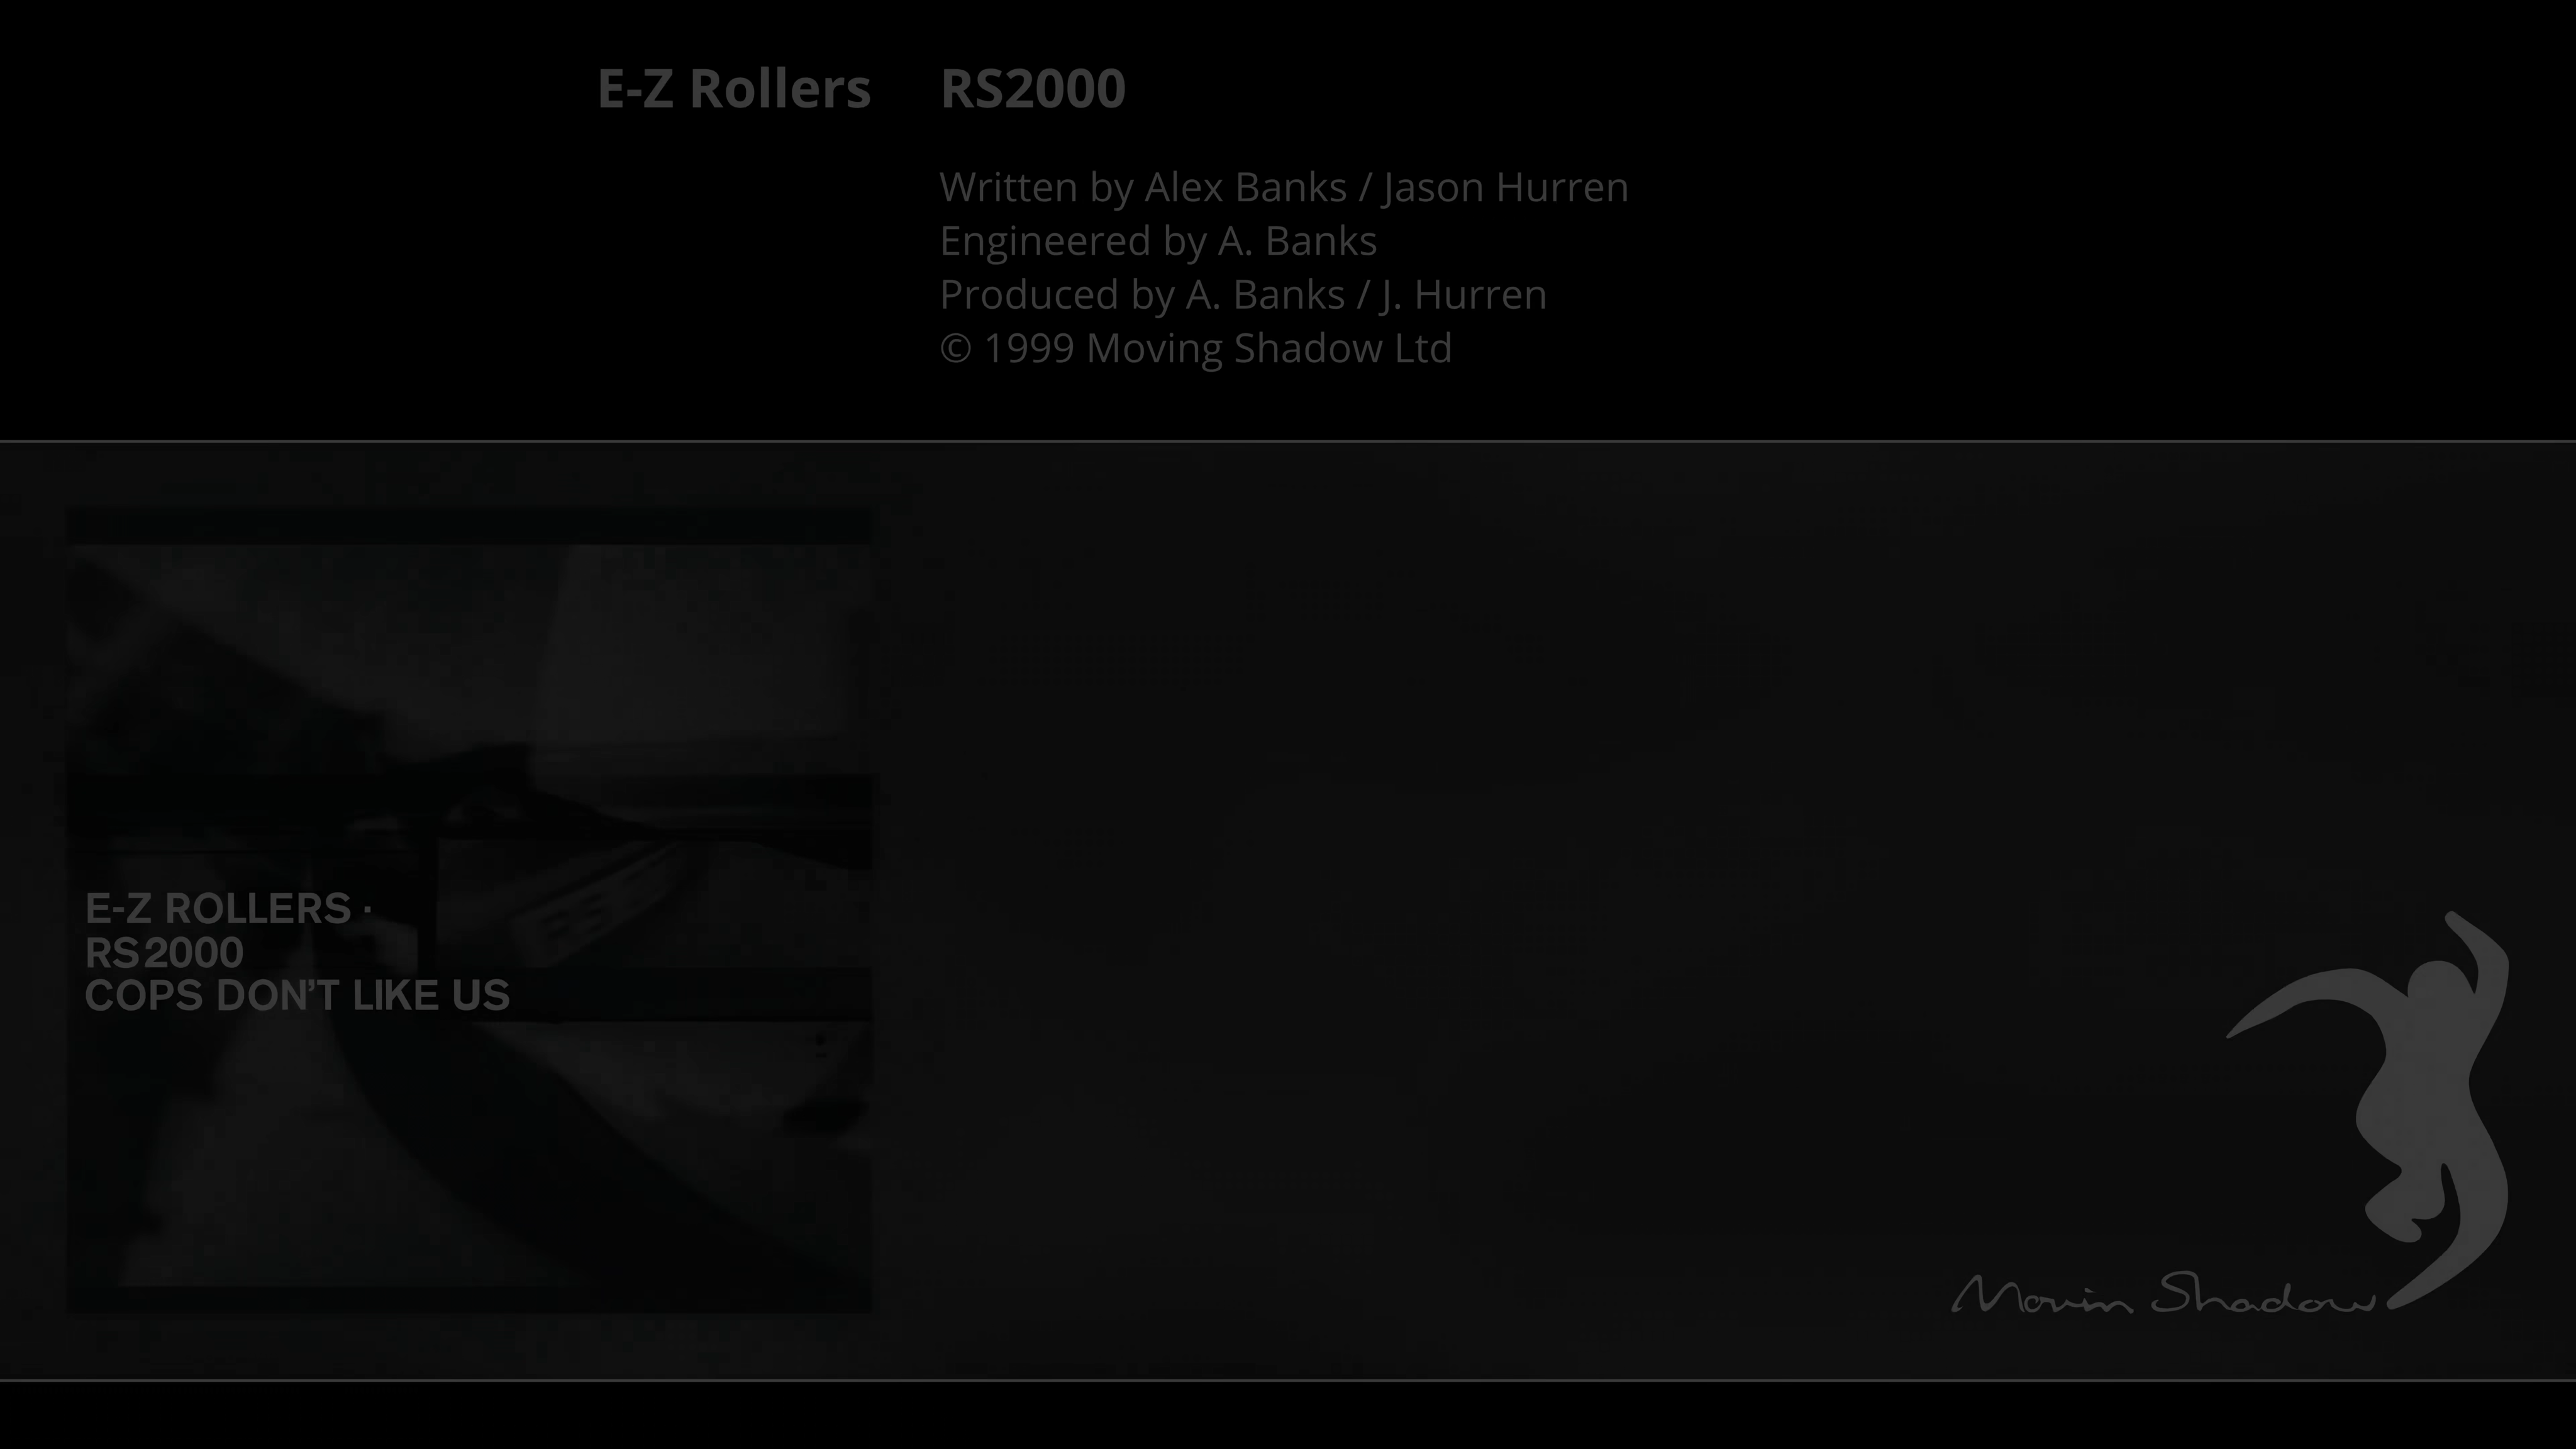 E-Z Rollers RS2000
Written by Alex Banks / Jason Hurren
Engineered by A. Banks
Produced by A. Banks / J. Hurren
© 1999 Moving Shadow Ltd
E-Z ROLLERS ·
RS2000
COPS DON'T LIKE US
Movin Shadow